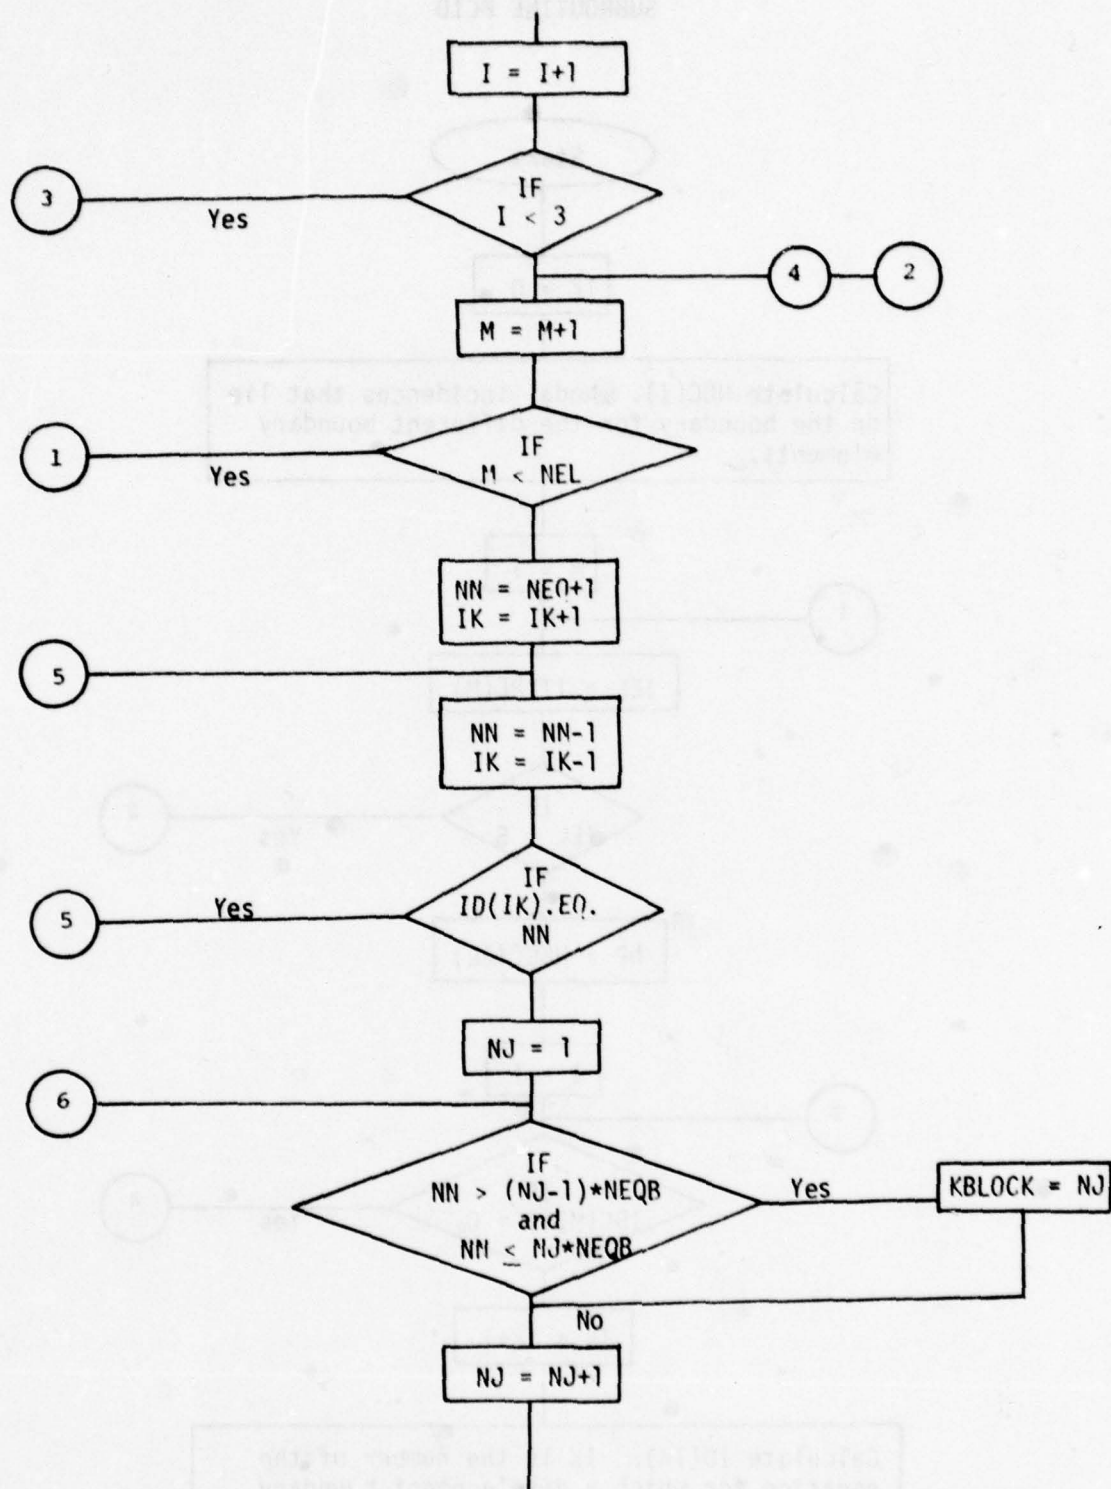 I = I+1
IF
I < 3
3
Yes
4
2
M = M+1
IF
M < NEL
1
Yes
NN = NEQ+1
IK = IK+1
5
NN = NN-1
IK = IK-1
IF
ID(IK).EQ.
NN
5
Yes
NJ = 1
6
IF
NN > (NJ-1)*NEQB
and
NN ≤ NJ*NEQB
Yes
KBLOCK = NJ
No
NJ = NJ+1